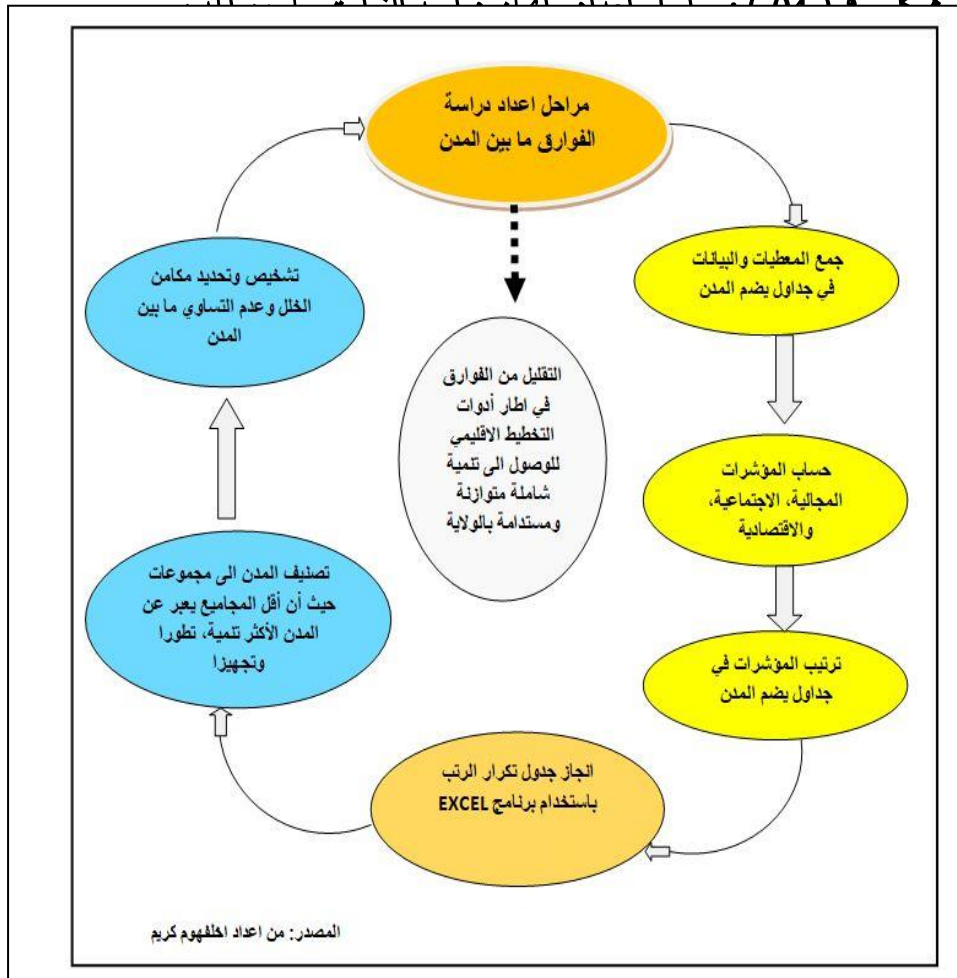 مراحل اعداد دراسة
الفوارق ما بين المدن
جمع المعطيات والبيانات
في جداول يضم المدن
حساب المؤشرات
المجالية، الاجتماعية،
والاقتصادية
ترتيب المؤشرات في
جداول يضم المدن
انجاز جدول تكرار الرتب
باستخدام برنامج EXCEL
تصنيف المدن الى مجموعات
حيث أن أقل المجاميع يعبر عن
المدن الأكثر تنمية، تطورا
وتجهيزا
تشخيص وتحديد مكامن
الخلل وعدم التساوي ما بين
المدن
التقليل من الفوارق
في اطار أدوات
التخطيط الاقليمي
للوصول الى تنمية
شاملة متوازنة
ومستدامة بالولاية
المصدر: من اعداد اخلفهوم كريم